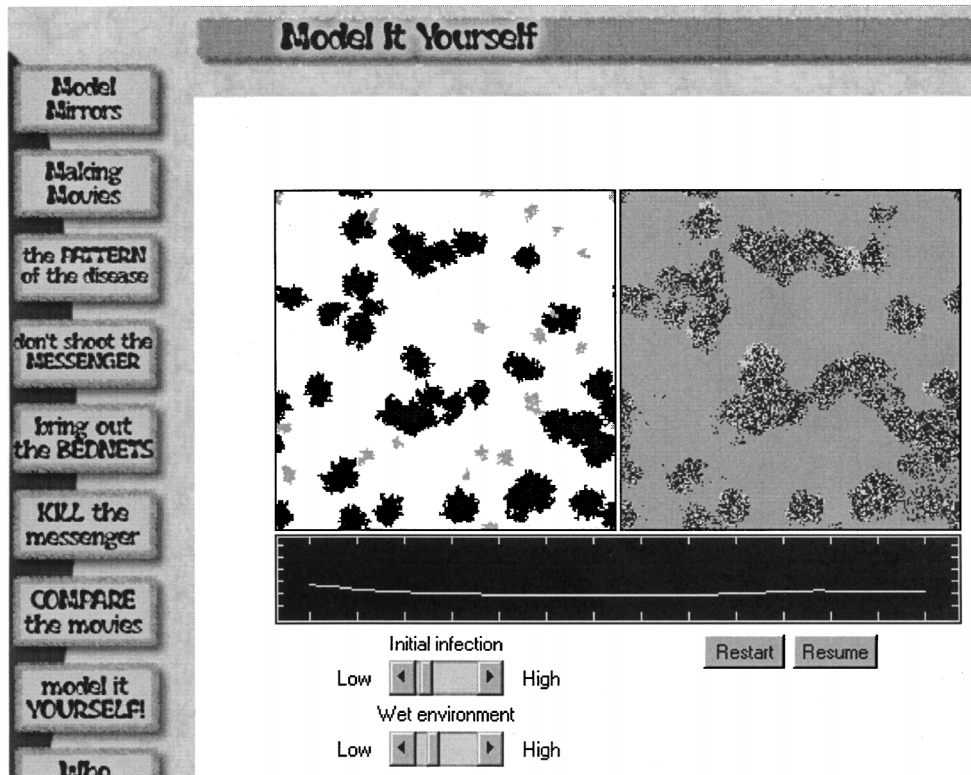 Model It Yourself
Model
Mirrors
Making
Movies
the PATTERN
of the disease
don't shoot the
MESSENGER
bring out
the BEDNETS
KILL the
messenger
COMPARE
the movies
model it
YOURSELF!
Who
Initial infection
Low
High
Wet environment
Low
High
Restart
Resume